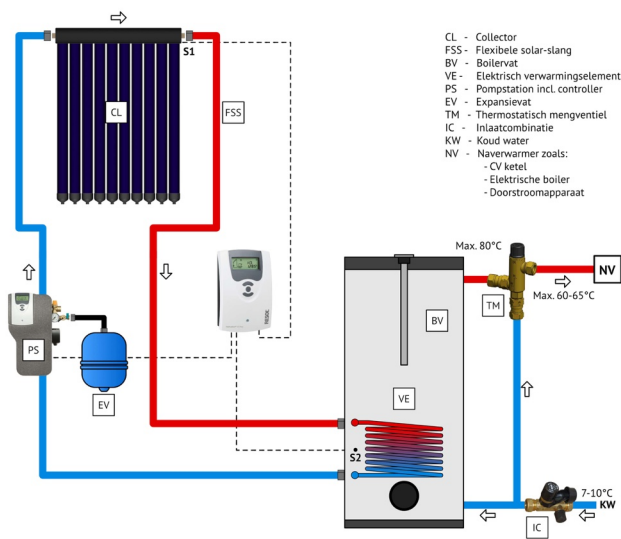 CL - Collector
FSS - Flexibele solar-slang
BV - Boilervat
VE - Elektrisch verwarmingselement
PS - Pompstation incl. controller
EV - Expansievat
TM - Thermostatisch mengventiel
IC - Inlaatcombinatie
KW - Koud water
NV - Naverwarmer zoals:
- CV ketel
- Elektrische boiler
- Doorstroomapparaat
S1
CL
FSS
Max. 80°C
NV
Max. 60-65°C
TM
BV
RESOL
PS
EV
VE
S2
7-10°C
KW
IC